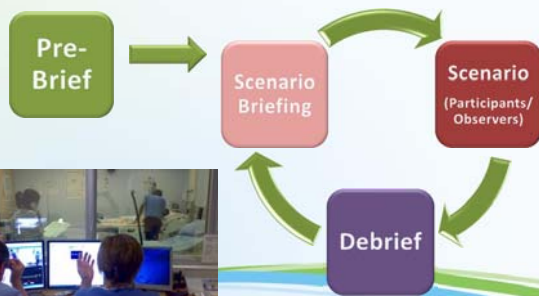 Pre-
Brief
Scenario
Briefing
Scenario
(Participants/
Observers)
Debrief